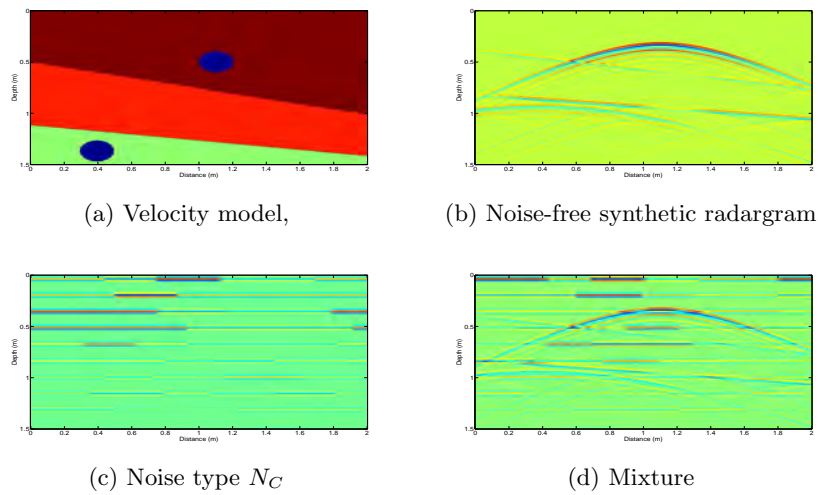 0
0.5
1
1.5
Depth (m)
0 0.2 0.4 0.6 0.8 1 1.2 1.4 1.6 1.8 2
Distance (m)
(a) Velocity model,
0
0.5
1
1.5
Depth (m)
0 0.2 0.4 0.6 0.8 1 1.2 1.4 1.6 1.8 2
Distance (m)
(b) Noise-free synthetic radargram
0
0.5
1
1.5
Depth (m)
0 0.2 0.4 0.6 0.8 1 1.2 1.4 1.6 1.8 2
Distance (m)
(c) Noise type N_C
0
0.5
1
1.5
Depth (m)
0 0.2 0.4 0.6 0.8 1 1.2 1.4 1.6 1.8 2
Distance (m)
(d) Mixture